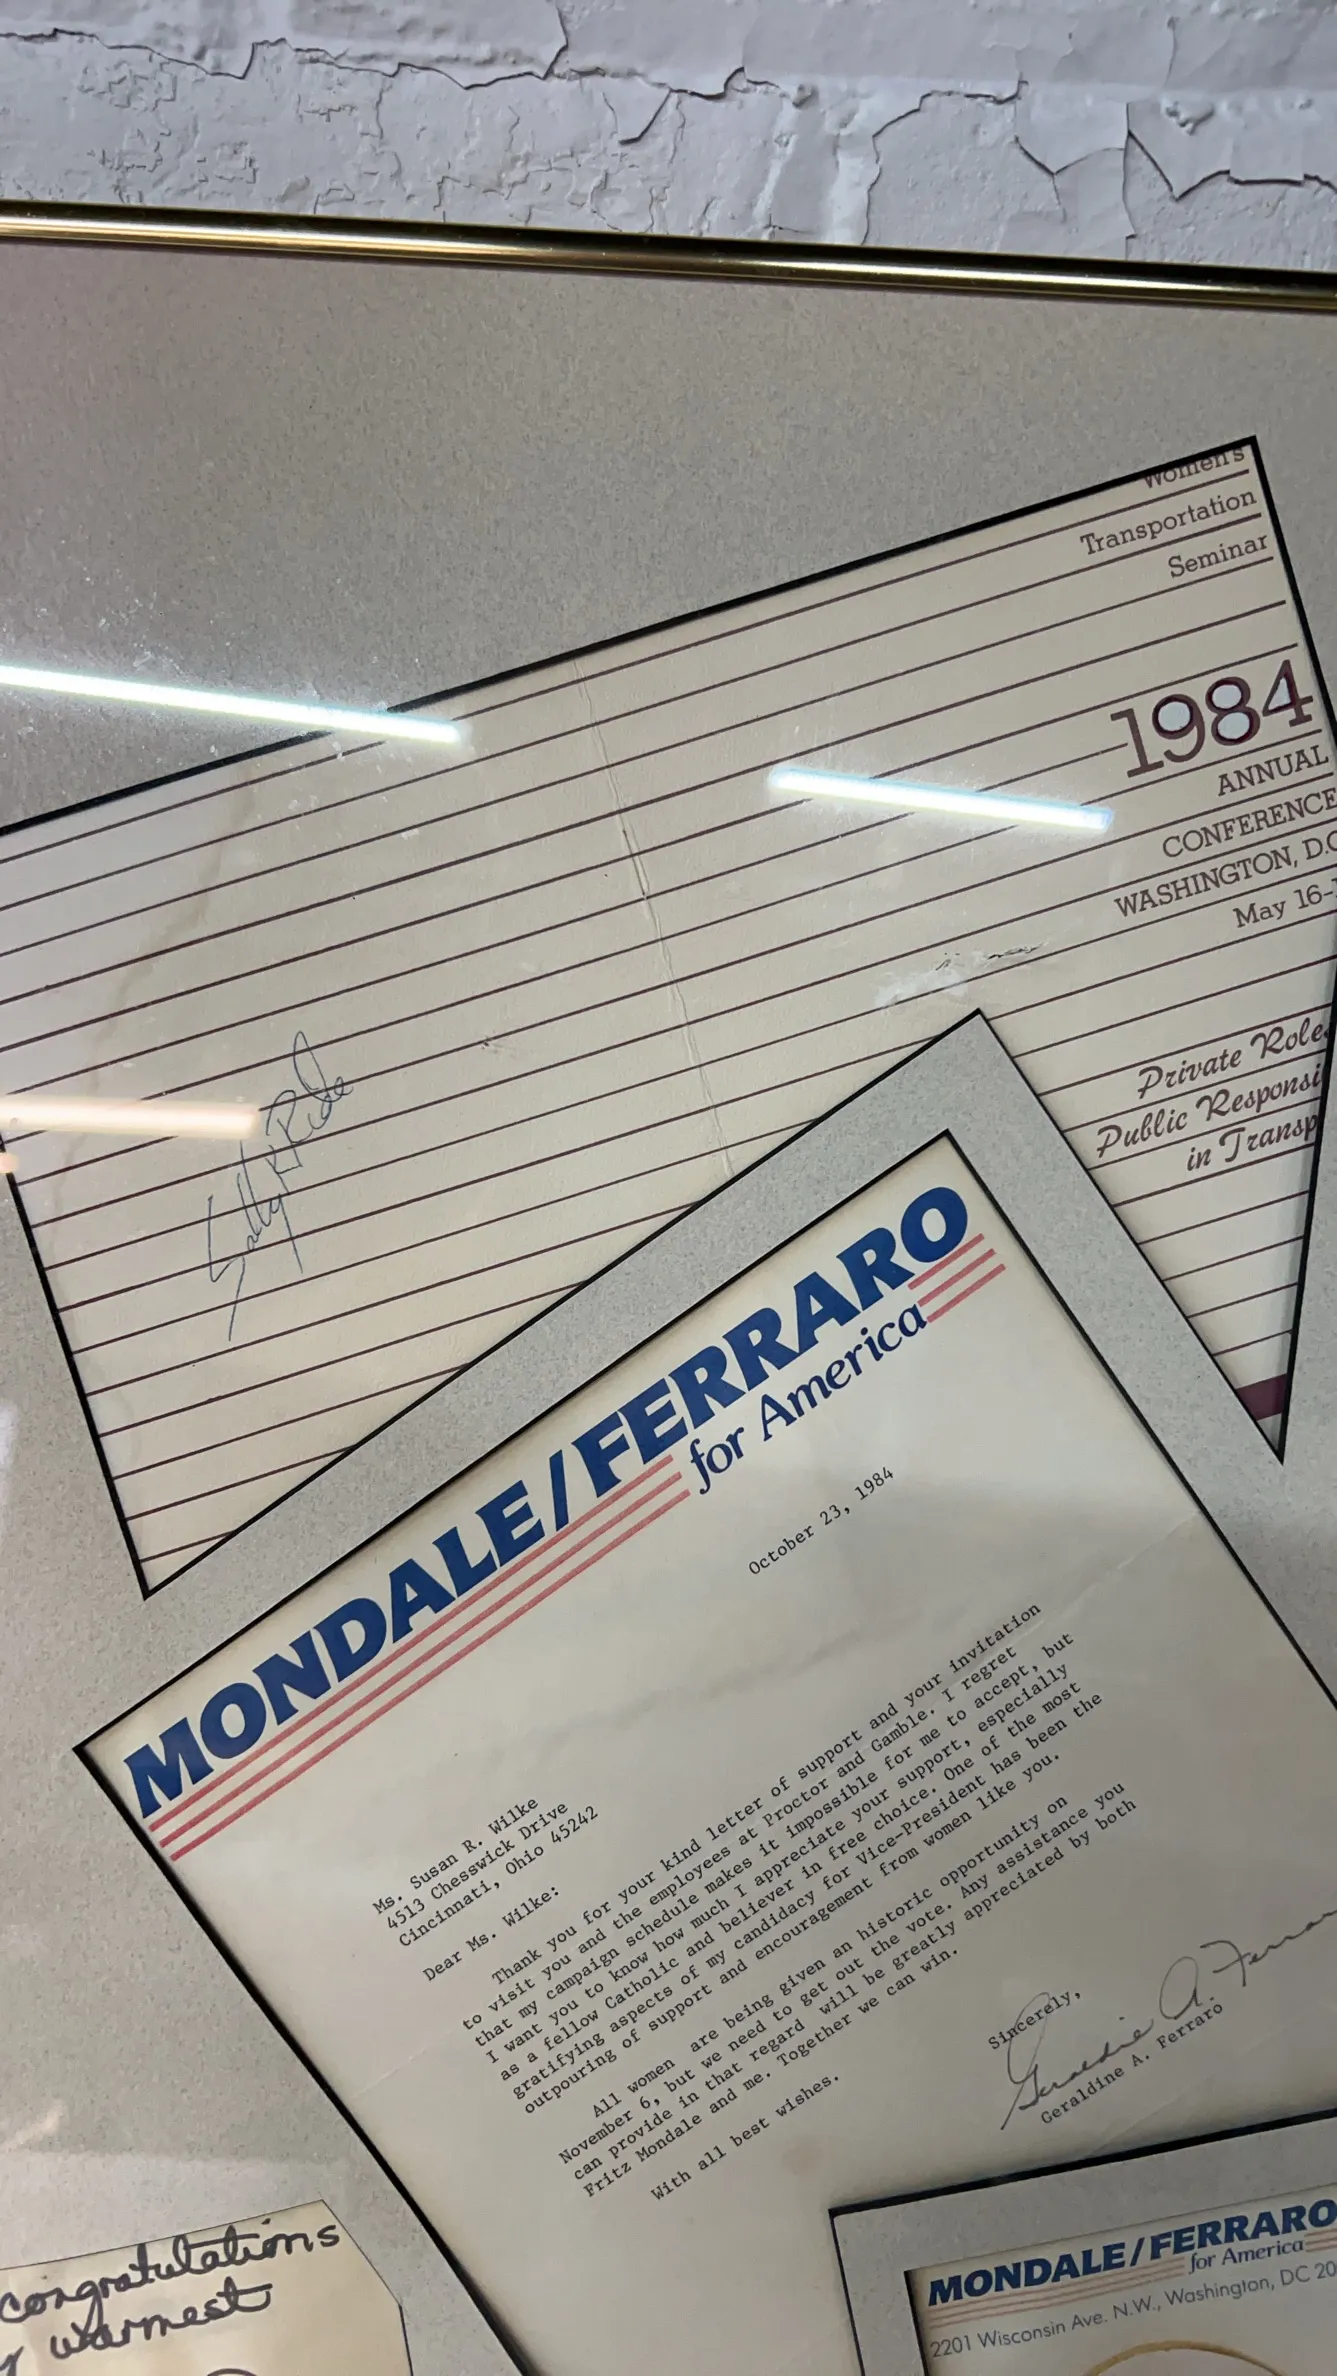 Women's
Transportation
Seminar
1984
ANNUAL
CONFERENCE
WASHINGTON, D.C
May 16-
Private Role
Public Responsi
in Transp
Sally K Ride
MONDALE/FERRARO
for America
October 23, 1984
Ms. Susan R. Wilke
4513 Chesswick Drive
Cincinnati, Ohio 45242
Dear Ms. Wilke:
Thank you for your kind letter of support and your invitation
to visit you and the employees at Proctor and Gamble. I regret
that my campaign schedule makes it impossible for me to accept, but
I want you to know how much I appreciate your support, especially
as a fellow Catholic and believer in free choice. One of the most
gratifying aspects of my candidacy for Vice-President has been the
outpouring of support and encouragement from women like you.
All women are being given an historic opportunity on
November 6, but we need to get out the vote. Any assistance you
can provide in that regard will be greatly appreciated by both
Fritz Mondale and me. Together we can win.
With all best wishes.
Sincerely,
Geraldine A. Ferrar
Geraldine A. Ferraro
congratulations
warmest
MONDALE/FERRARO
for America
2201 Wisconsin Ave. N.W., Washington, DC 20